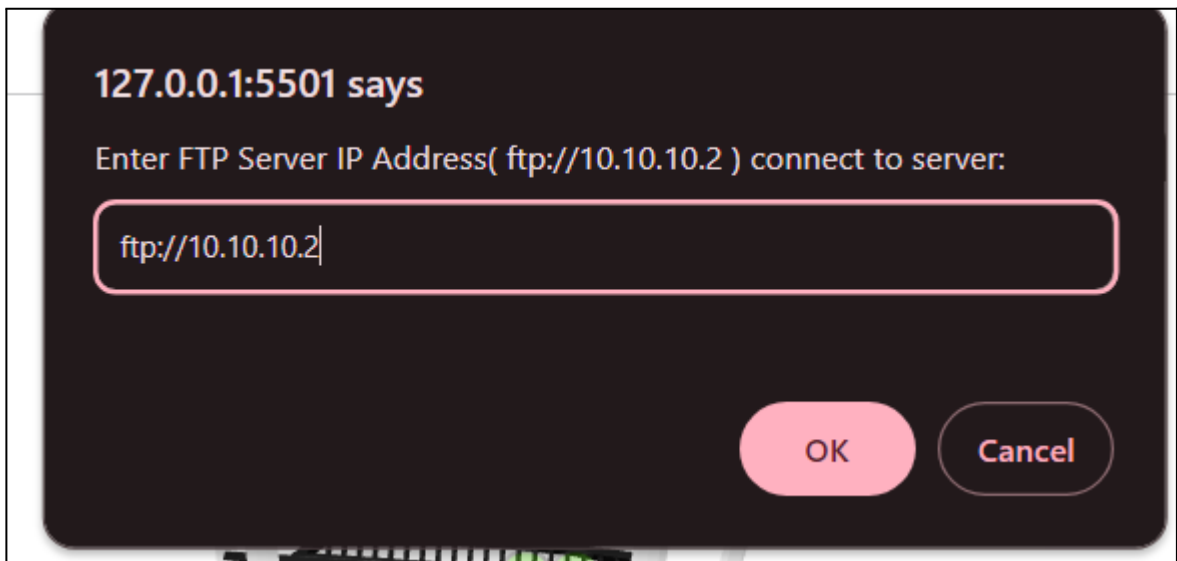 127.0.0.1:5501 says
Enter FTP Server IP Address( ftp://10.10.10.2 ) connect to server:
ftp://10.10.10.2
OK
Cancel